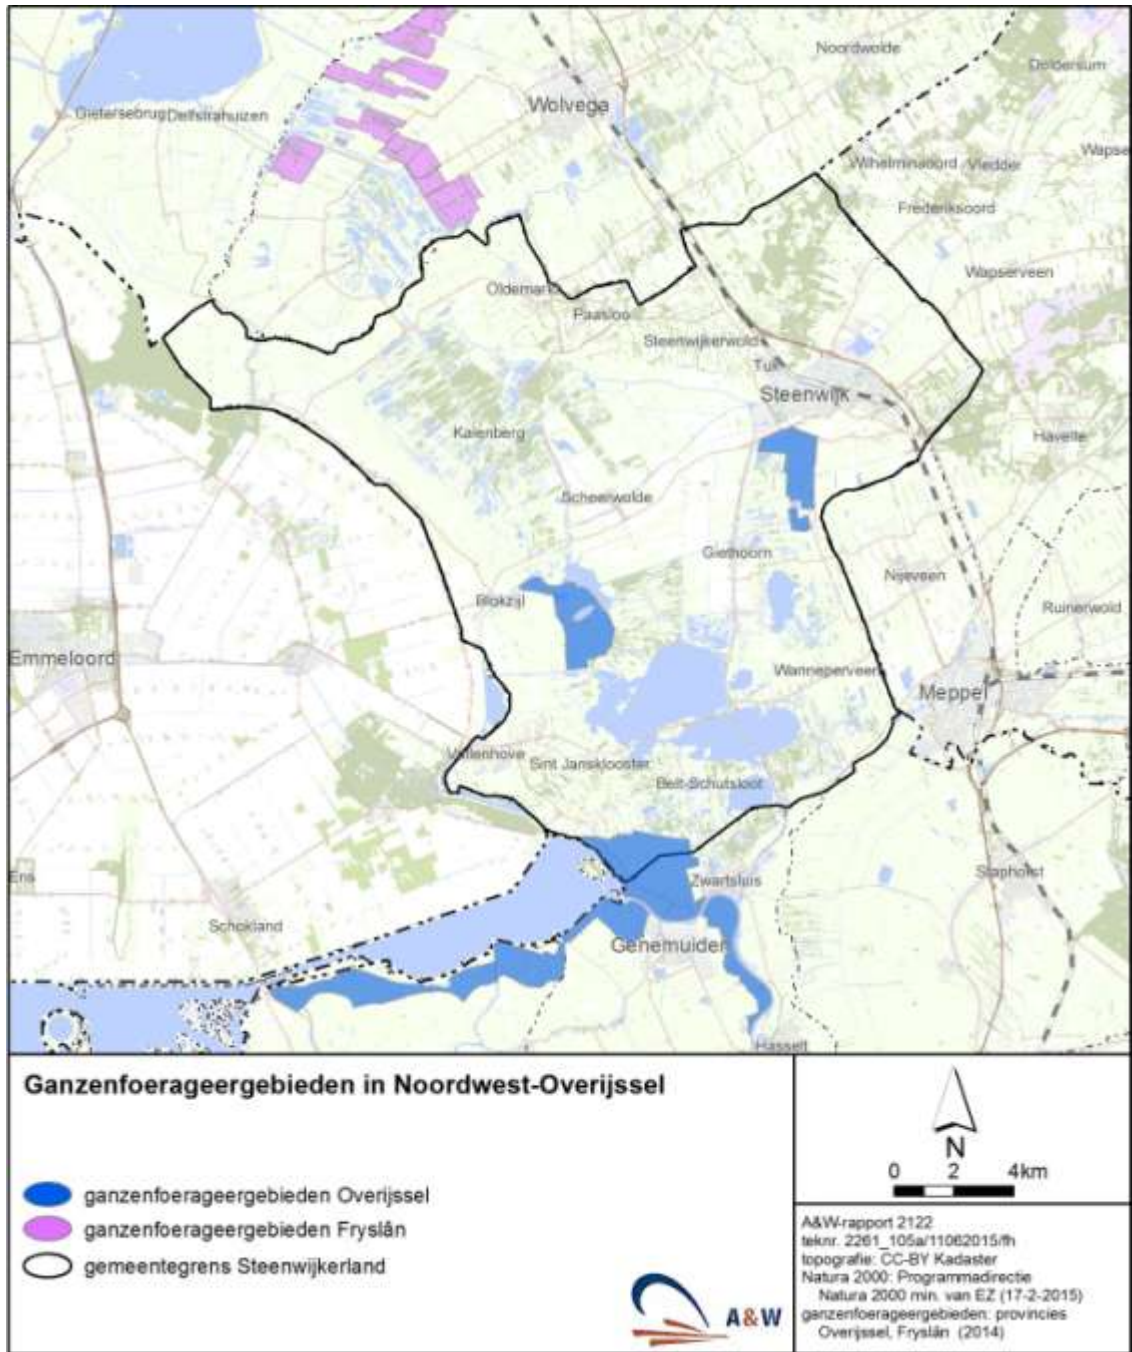 Noordwolde
Doldersum
Wolvega
Gietersebrug Delfstrahuizen
Wapse
Wilhelminaoord Vledder
Frederiksoord
Wapserveen
Oldemarkt
Paasloo
Steenwijkerwold
Tuk
Steenwijk
Kalenberg
Havelte
Scheerwolde
Giethoorn
Nijeveen
Blokzijl
Ruinerwold
Emmeloord
Wanneperveen
Meppel
Vollenhove
Sint Jansklooster
Belt-Schutsloot
Ens
Zwartsluis
Staphorst
Schokland
Genemuiden
Hasselt
Ganzenfoerageergebieden in Noordwest-Overijssel
ganzenfoerageergebieden Overijssel
ganzenfoerageergebieden Fryslân
gemeentegrens Steenwijkerland
A&W
N
0 2 4km
A&W-rapport 2122
teknr. 2261_105a/11062015/fh
topografie: CC-BY Kadaster
Natura 2000: Programmadirectie
Natura 2000 min. van EZ (17-2-2015)
ganzenfoerageergebieden: provincies
Overijssel, Fryslân (2014)